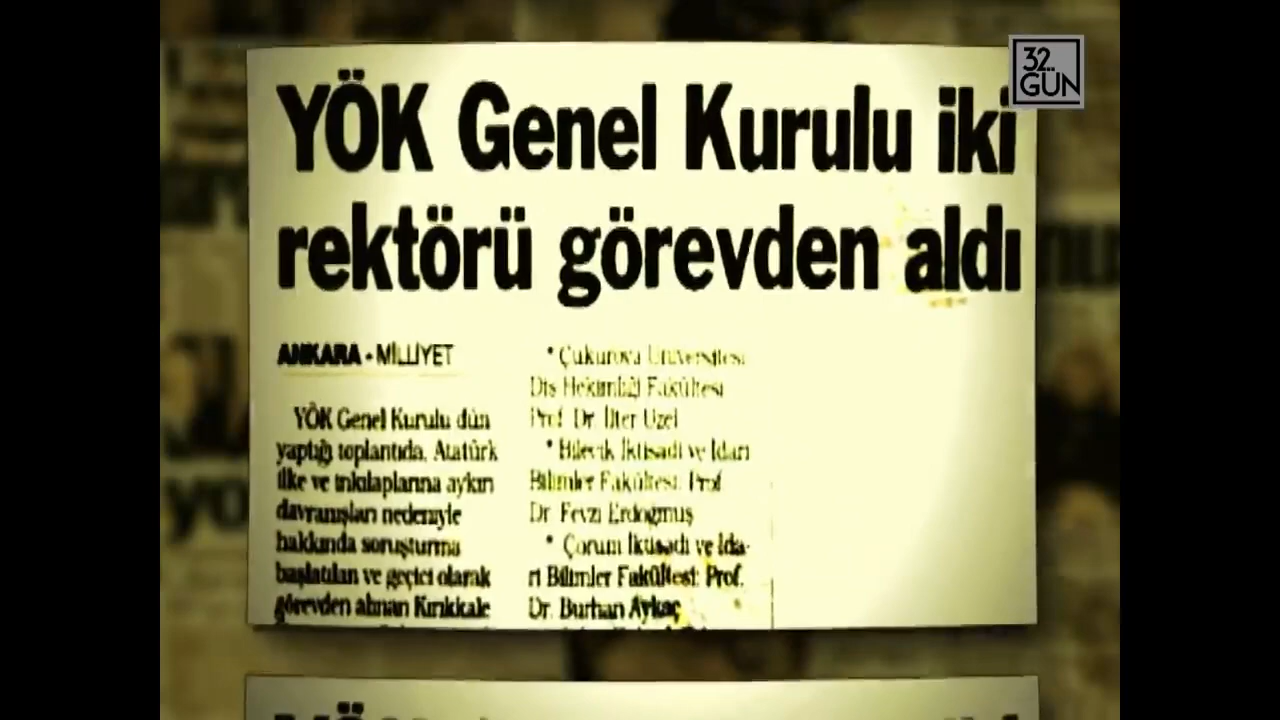 32.
GÜN
YÖK Genel Kurulu iki
rektörü görevden aldı
ANKARA - MİLLİYET
YÖK Genel Kurulu dün
yaptığı toplantıda, Atatürk
ilke ve inkılaplarına aykırı
davranışları nedeniyle
hakkında soruşturma
başlatılan ve geçici olarak
görevden alınan Kırıkkale
* Çukurova Üniversitesi
Diş Hekimliği Fakültesi
Prof. Dr. İlter Uzel
* Bilecik İktisadi ve İdari
Bilimler Fakültesi: Prof.
Dr. Fevzi Erdoğmuş
* Çorum İktisadi ve İda-
ri Bilimler Fakültesi: Prof.
Dr. Burhan Aykaç